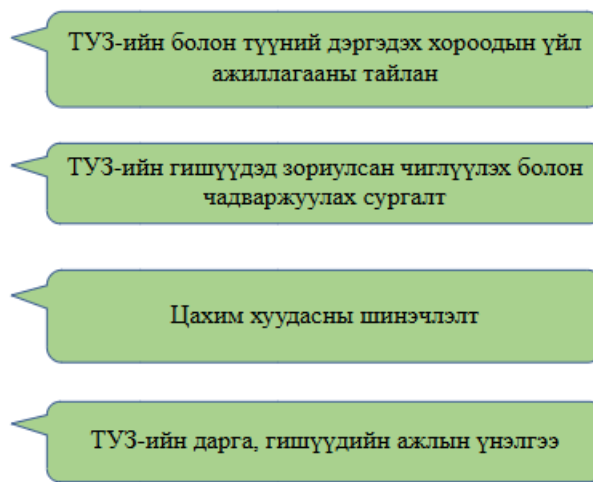 ТУЗ-ийн болон түүний дэргэдэх хороодын үйл
ажиллагааны тайлан
ТУЗ-ийн гишүүдэд зориулсан чиглүүлэх болон
чадваржуулах сургалт
Цахим хуудасны шинэчлэлт
ТУЗ-ийн дарга, гишүүдийн ажлын үнэлгээ